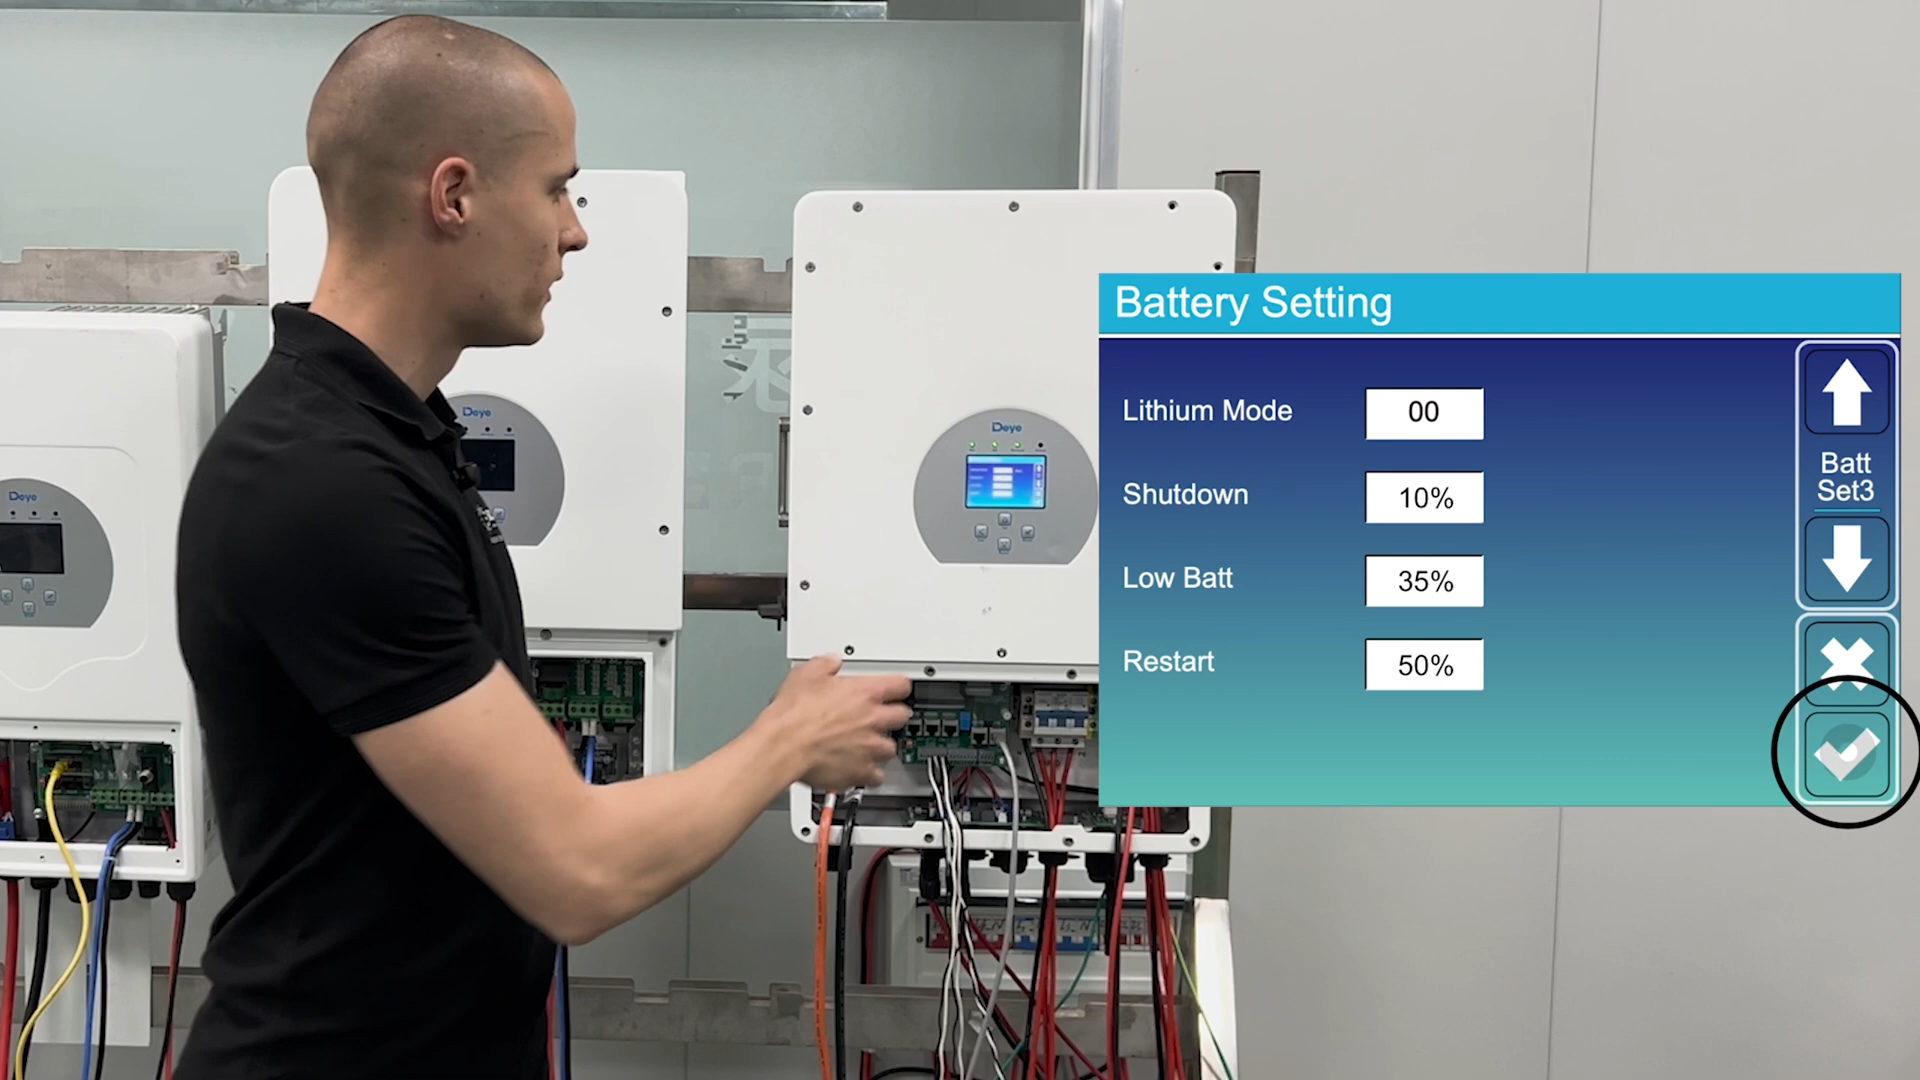 Battery Setting
Lithium Mode 00
Shutdown 10%
Low Batt 35%
Restart 50%
Batt
Set3
Deye
Deye
Deye